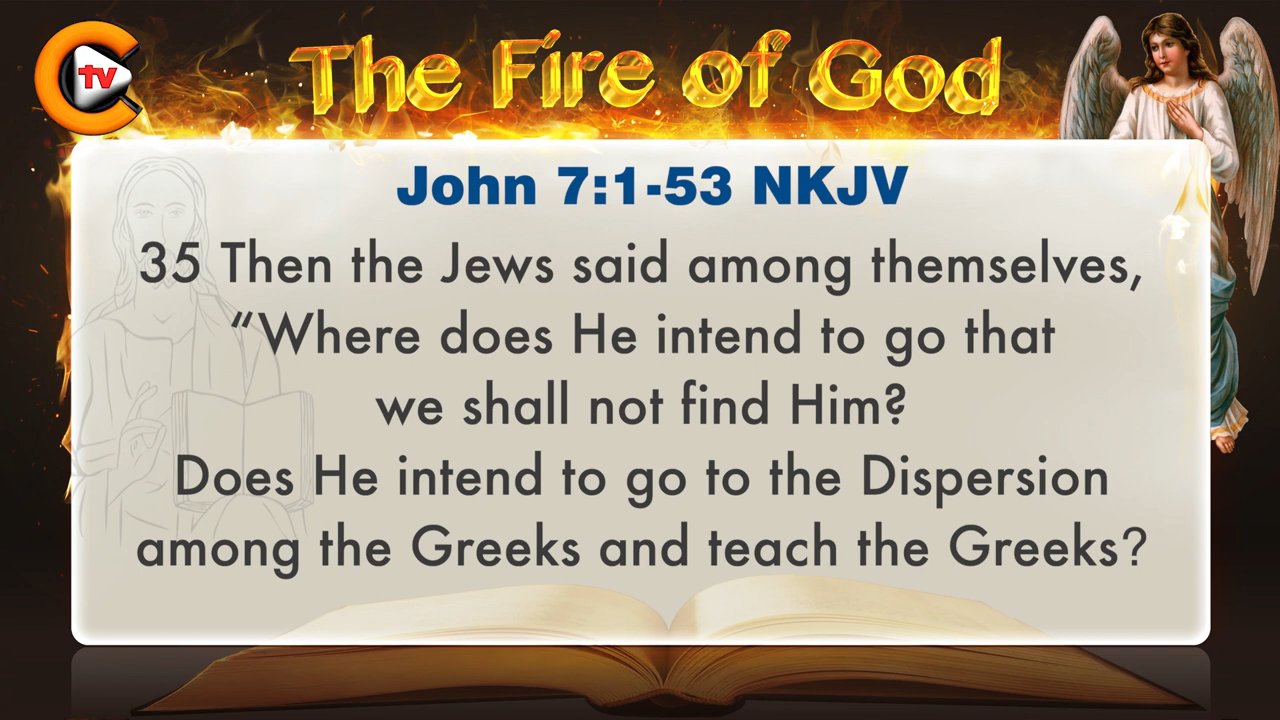 tv
The Fire of God
John 7:1-53 NKJV
35 Then the Jews said among themselves,
“Where does He intend to go that
we shall not find Him?
Does He intend to go to the Dispersion
among the Greeks and teach the Greeks?